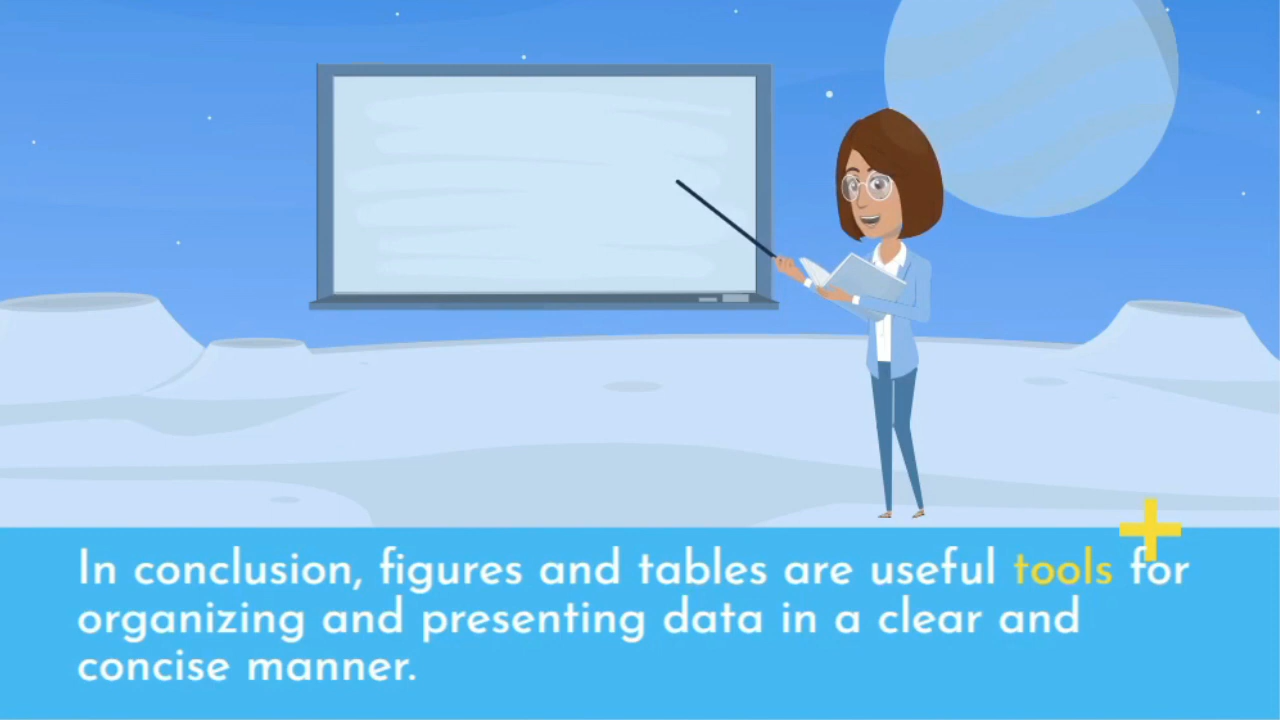 In conclusion, figures and tables are useful tools for
organizing and presenting data in a clear and
concise manner.